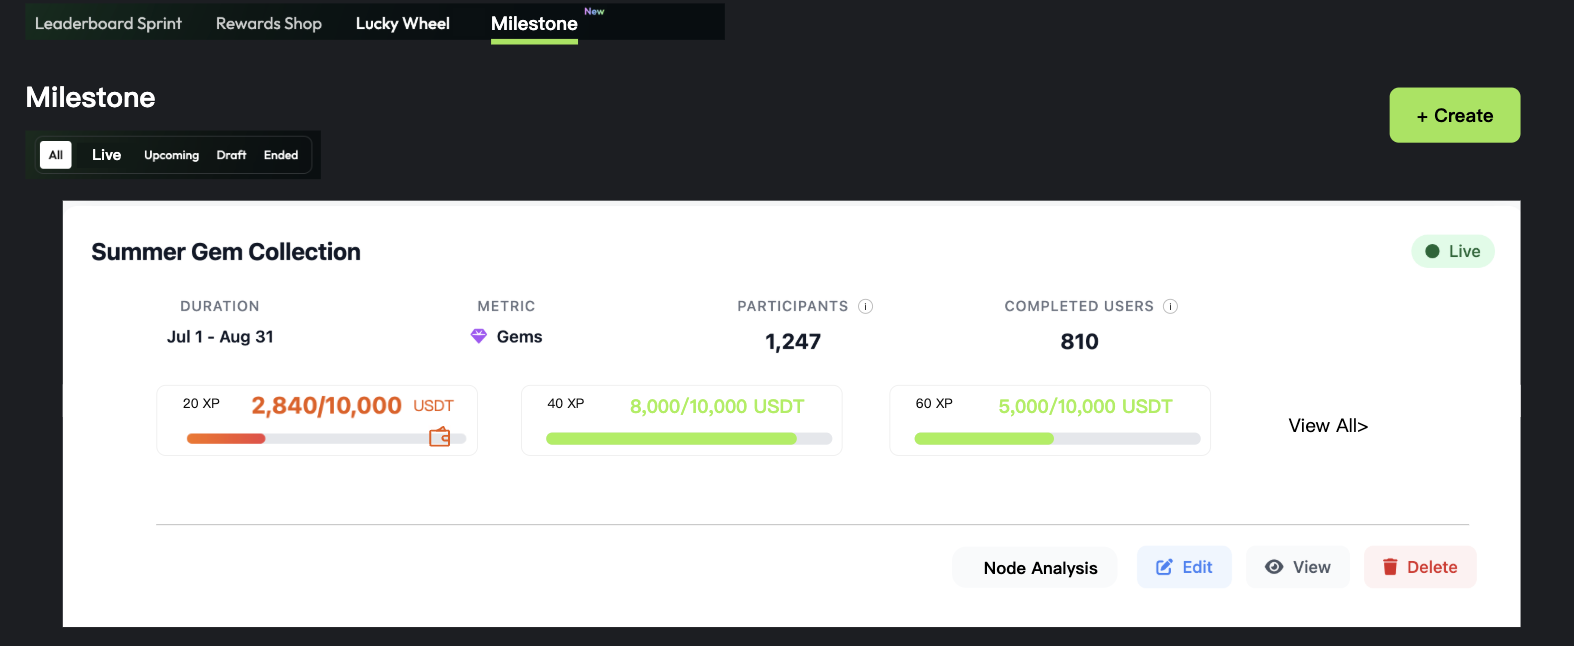 Leaderboard Sprint Rewards Shop Lucky Wheel Milestone New
Milestone
+ Create
All Live Upcoming Draft Ended
Summer Gem Collection
Live
DURATION METRIC PARTICIPANTS i COMPLETED USERS i
Jul 1 - Aug 31 Gems 1,247 810
20 XP 2,840/10,000 USDT 40 XP 8,000/10,000 USDT 60 XP 5,000/10,000 USDT
View All>
Node Analysis Edit View Delete